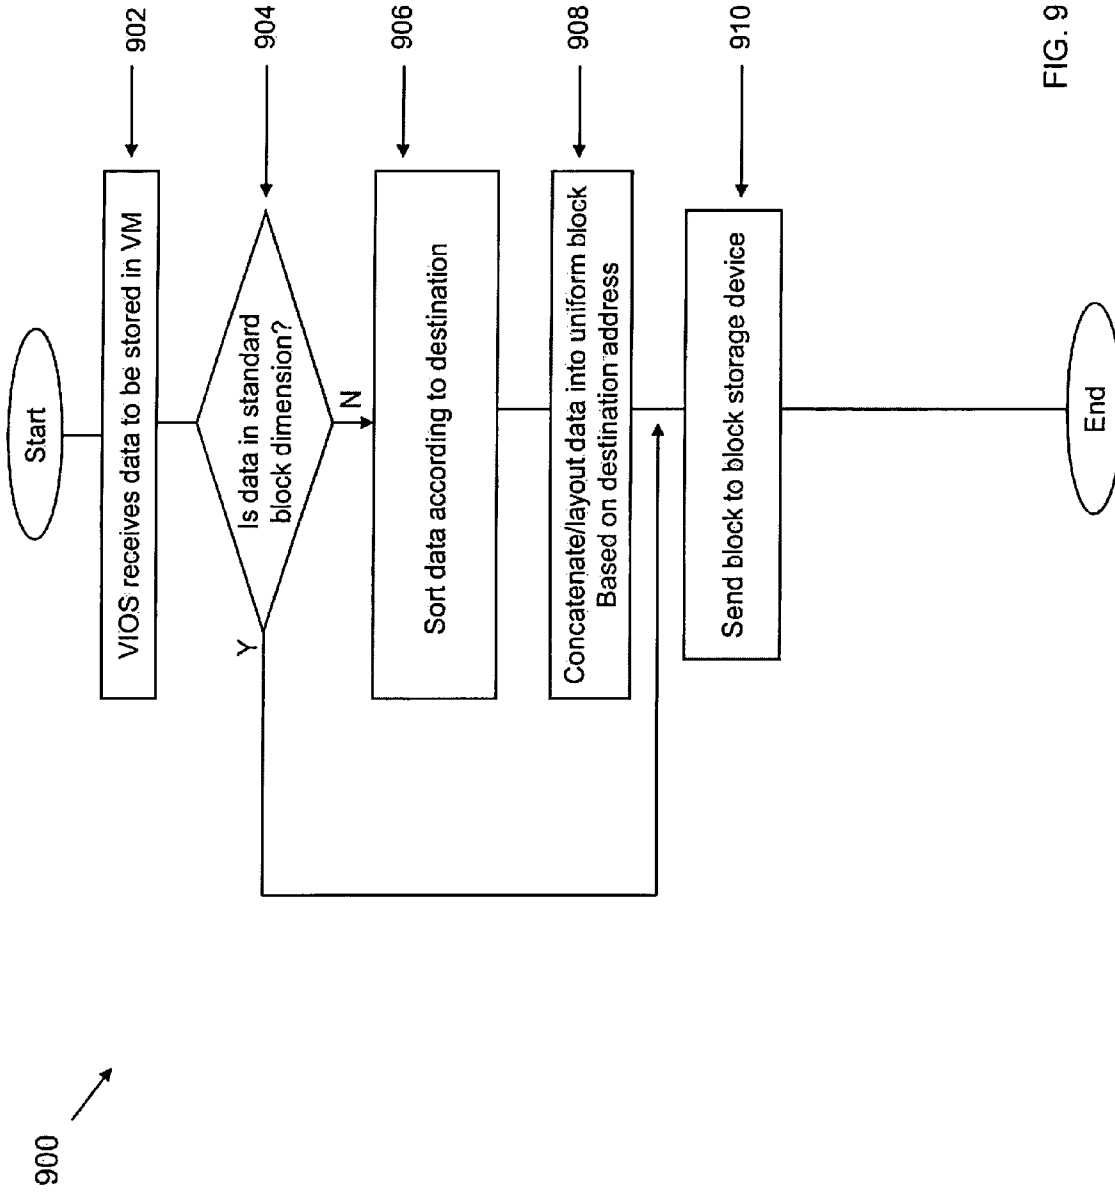 900
Start
VIOS receives data to be stored in VM
902
Is data in standard
block dimension?
904
Y
N
Sort data according to destination
906
Concatenate/layout data into uniform block
Based on destination address
908
Send block to block storage device
910
End
FIG. 9